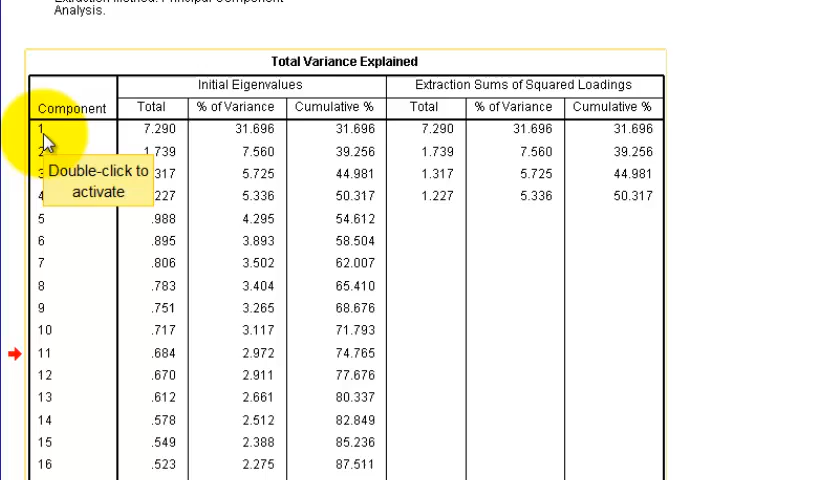 Analysis.
Total Variance Explained
Initial Eigenvalues Extraction Sums of Squared Loadings
Component Total % of Variance Cumulative % Total % of Variance Cumulative %
1 7.290 31.696 31.696 7.290 31.696 31.696
2 1.739 7.560 39.256 1.739 7.560 39.256
3 .317 5.725 44.981 1.317 5.725 44.981
4 .227 5.336 50.317 1.227 5.336 50.317
Double-click to
activate
5 .988 4.295 54.612
6 .895 3.893 58.504
7 .806 3.502 62.007
8 .783 3.404 65.410
9 .751 3.265 68.676
10 .717 3.117 71.793
11 .684 2.972 74.765
12 .670 2.911 77.676
13 .612 2.661 80.337
14 .578 2.512 82.849
15 .549 2.388 85.236
16 .523 2.275 87.511